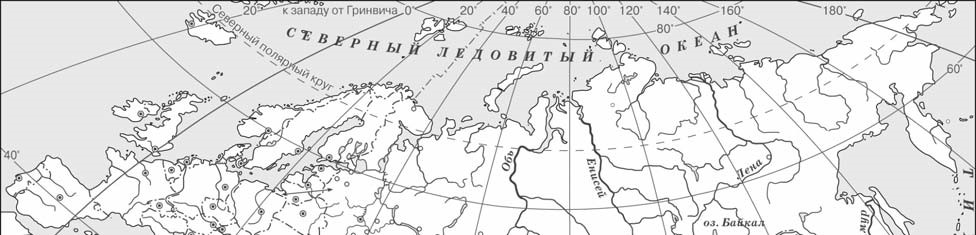 20° к западу от Гринвича 0° 20° 40° 60° 80° 100° 120° 140° 160° 180°
Северный полярный круг
СЕВЕРНЫЙ ЛЕДОВИТЫЙ ОКЕАН
80°
60°
40°
Обь
Енисей
Лена
оз. Байкал
мур
Т
И